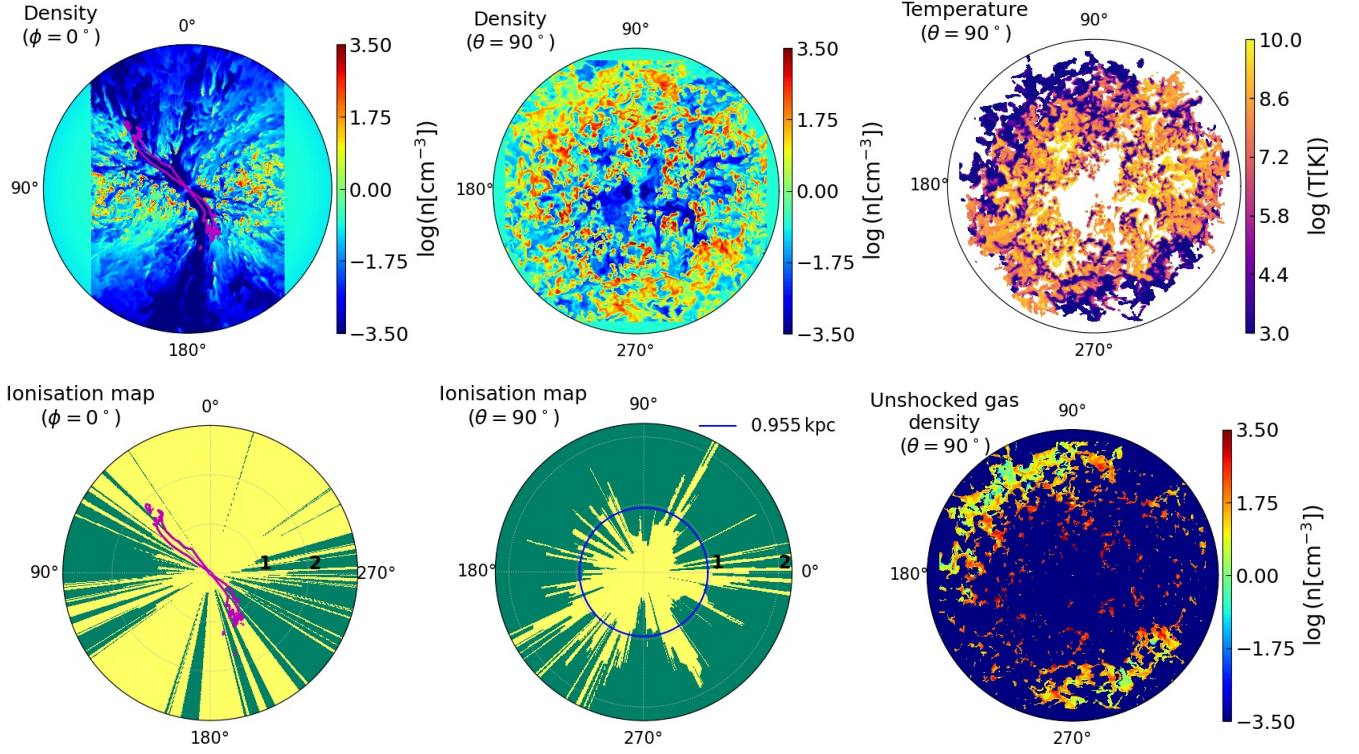 Density
(ϕ = 0°)
0°
90°
180°
3.50
1.75
0.00
−1.75
−3.50
log(n[cm⁻³])
Density
(θ = 90°)
90°
180°
270°
3.50
1.75
0.00
−1.75
−3.50
log(n[cm⁻³])
Temperature
(θ = 90°)
90°
180°
270°
10.0
8.6
7.2
5.8
4.4
3.0
log(T[K])
Ionisation map
(ϕ = 0°)
0°
90°
1
2
270°
180°
Ionisation map
(θ = 90°)
90°
0.955 kpc
180°
1
2
0°
270°
Unshocked gas
density
(θ = 90°)
90°
180°
270°
3.50
1.75
0.00
−1.75
−3.50
log(n[cm⁻³])